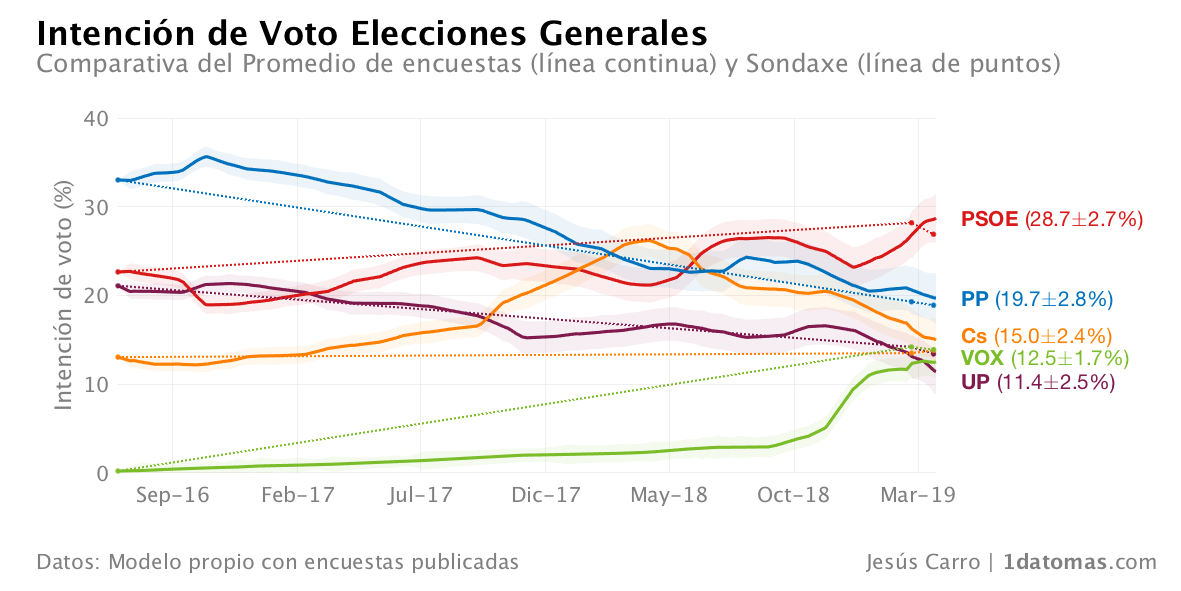 Intención de Voto Elecciones Generales
Comparativa del Promedio de encuestas (línea continua) y Sondaxe (línea de puntos)
Intención de voto (%)
40
30
20
10
0
Sep−16
Feb−17
Jul−17
Dic−17
May−18
Oct−18
Mar−19
PSOE (28.7±2.7%)
PP (19.7±2.8%)
Cs (15.0±2.4%)
VOX (12.5±1.7%)
UP (11.4±2.5%)
Datos: Modelo propio con encuestas publicadas
Jesús Carro | 1datomas.com